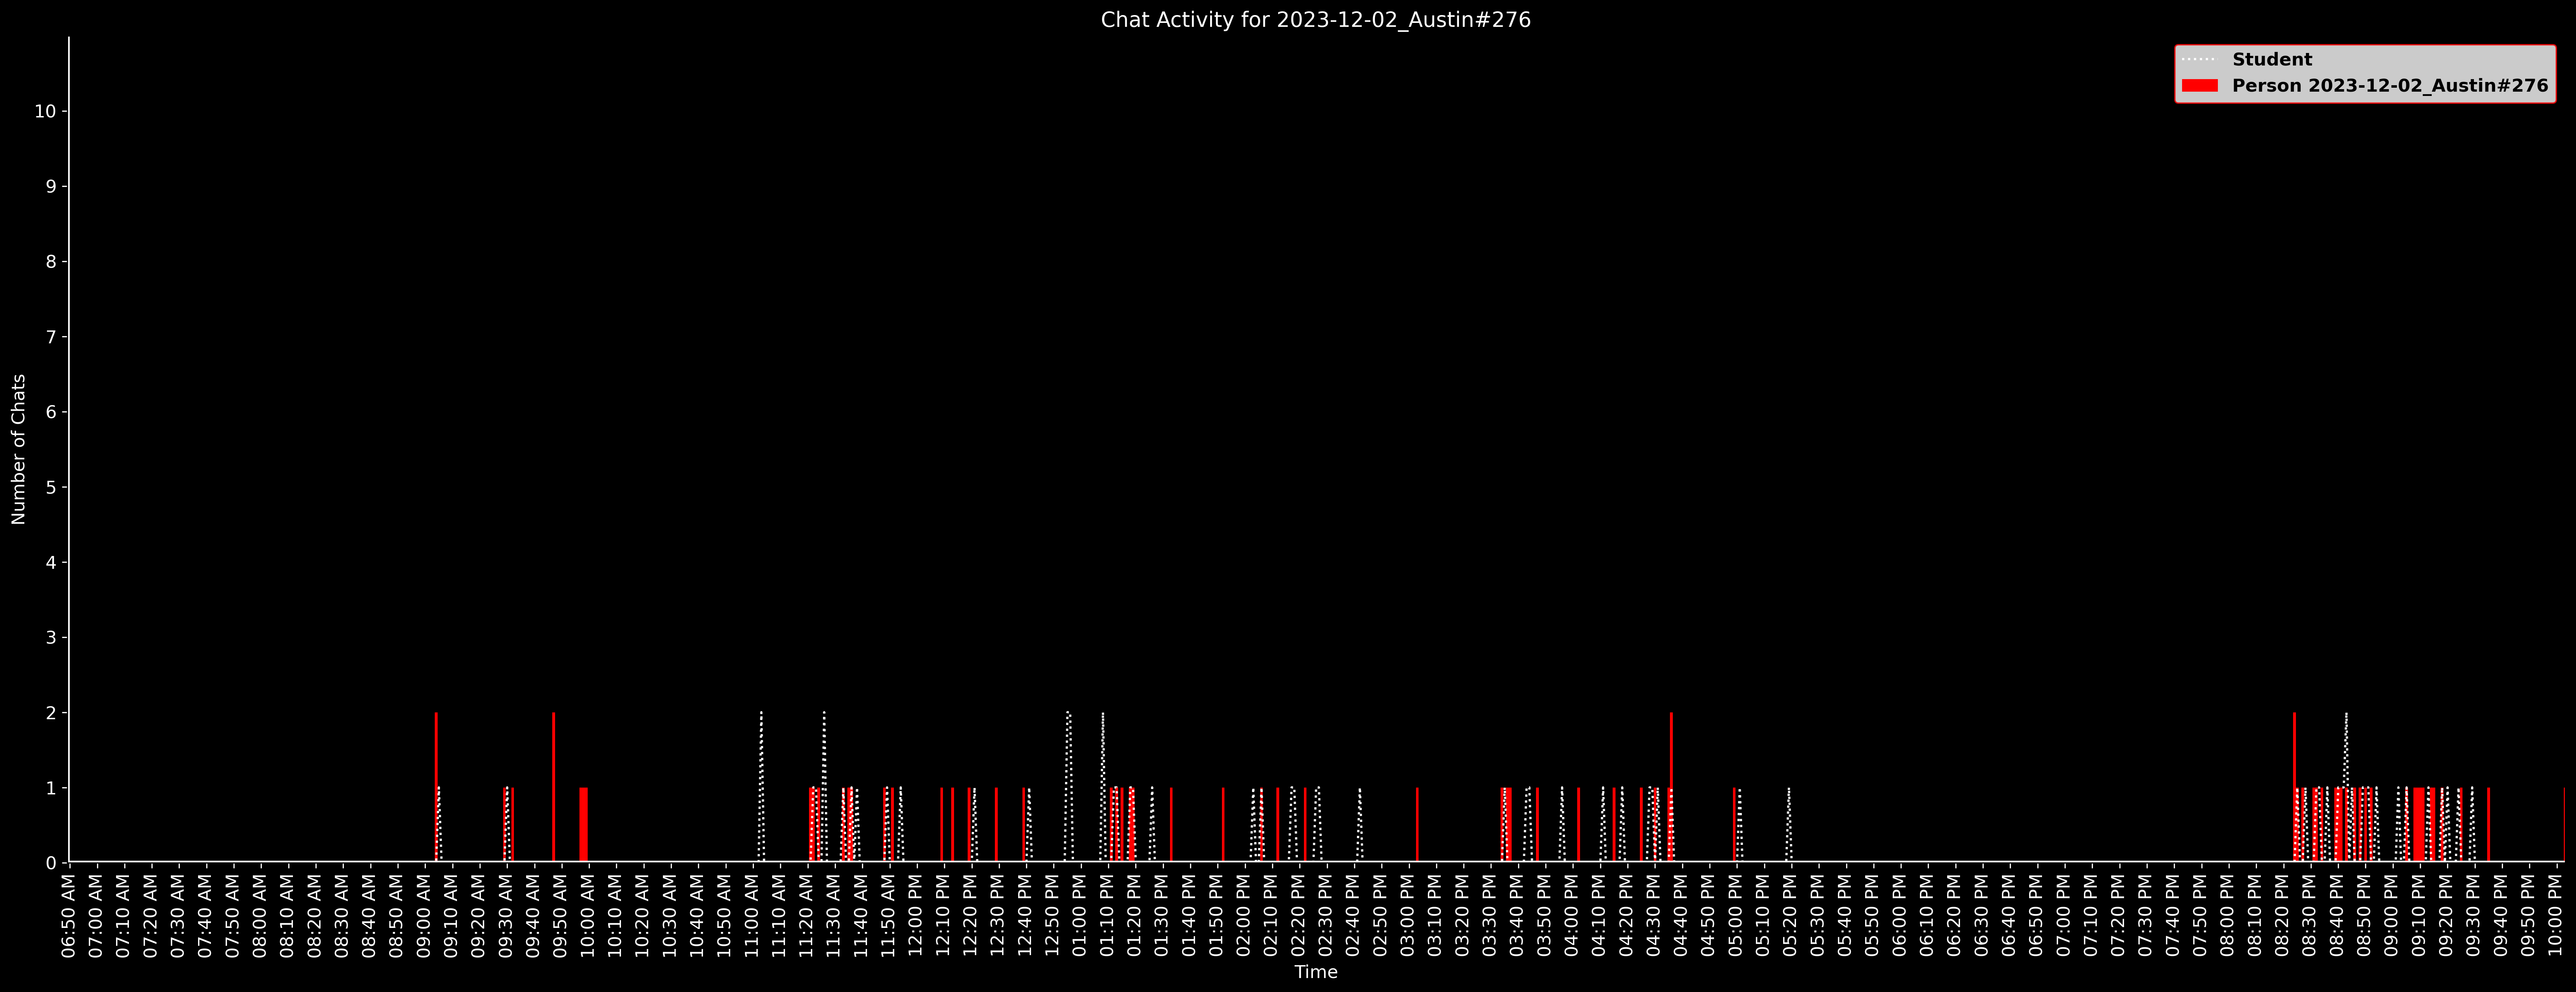 Chat Activity for 2023-12-02_Austin#276
Student
Person 2023-12-02_Austin#276
Number of Chats
10
9
8
7
6
5
4
3
2
1
0
06:50 AM
07:00 AM
07:10 AM
07:20 AM
07:30 AM
07:40 AM
07:50 AM
08:00 AM
08:10 AM
08:20 AM
08:30 AM
08:40 AM
08:50 AM
09:00 AM
09:10 AM
09:20 AM
09:30 AM
09:40 AM
09:50 AM
10:00 AM
10:10 AM
10:20 AM
10:30 AM
10:40 AM
10:50 AM
11:00 AM
11:10 AM
11:20 AM
11:30 AM
11:40 AM
11:50 AM
12:00 PM
12:10 PM
12:20 PM
12:30 PM
12:40 PM
12:50 PM
01:00 PM
01:10 PM
01:20 PM
01:30 PM
01:40 PM
01:50 PM
02:00 PM
02:10 PM
02:20 PM
02:30 PM
02:40 PM
02:50 PM
03:00 PM
03:10 PM
03:20 PM
03:30 PM
03:40 PM
03:50 PM
04:00 PM
04:10 PM
04:20 PM
04:30 PM
04:40 PM
04:50 PM
05:00 PM
05:10 PM
05:20 PM
05:30 PM
05:40 PM
05:50 PM
06:00 PM
06:10 PM
06:20 PM
06:30 PM
06:40 PM
06:50 PM
07:00 PM
07:10 PM
07:20 PM
07:30 PM
07:40 PM
07:50 PM
08:00 PM
08:10 PM
08:20 PM
08:30 PM
08:40 PM
08:50 PM
09:00 PM
09:10 PM
09:20 PM
09:30 PM
09:40 PM
09:50 PM
10:00 PM
Time